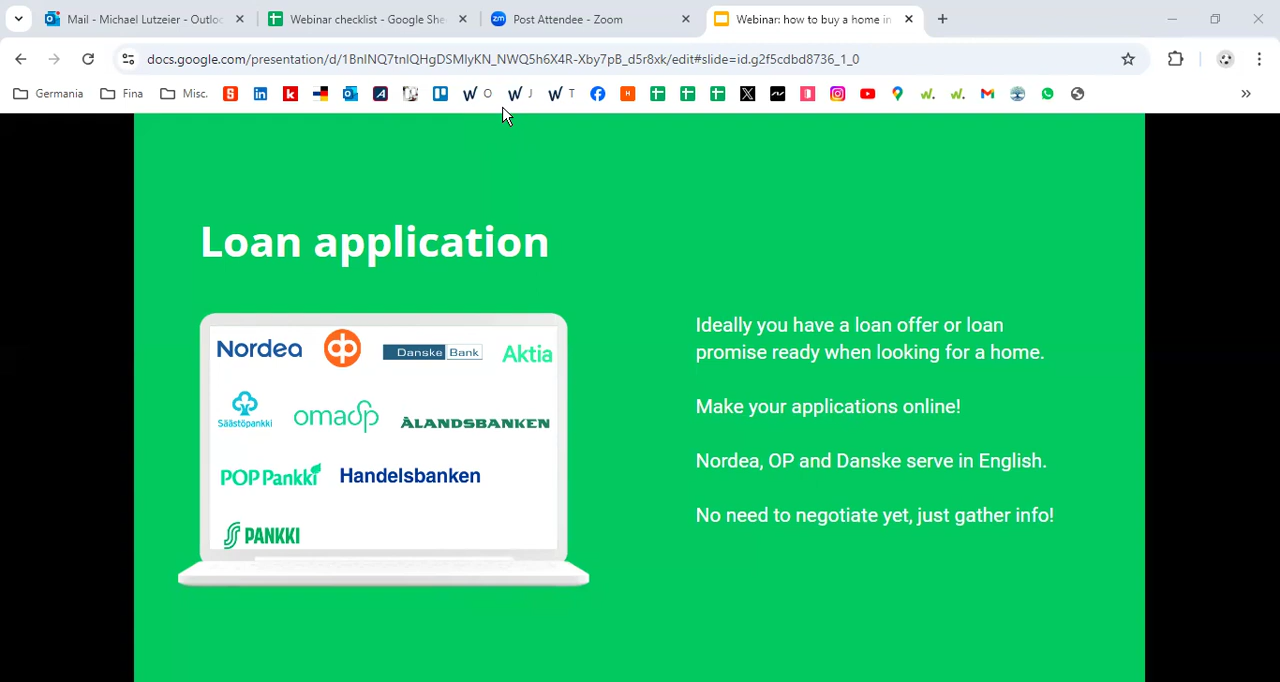 Mail - Michael Lutzeier - Outloo
Webinar checklist - Google She
zm
Post Attendee - Zoom
Webinar: how to buy a home in
docs.google.com/presentation/d/1BnINQ7tnIQHgDSMIyKN_NWQ5h6X4R-Xby7pB_d5r8xk/edit#slide=id.g2f5cdbd8736_1_0
Germania
Fina
Misc.
O
J
T
Loan application
Nordea
op
Danske Bank
Aktia
Säästöpankki
omasp
ÅLANDSBANKEN
POP Pankki
Handelsbanken
S PANKKI
Ideally you have a loan offer or loan
promise ready when looking for a home.
Make your applications online!
Nordea, OP and Danske serve in English.
No need to negotiate yet, just gather info!